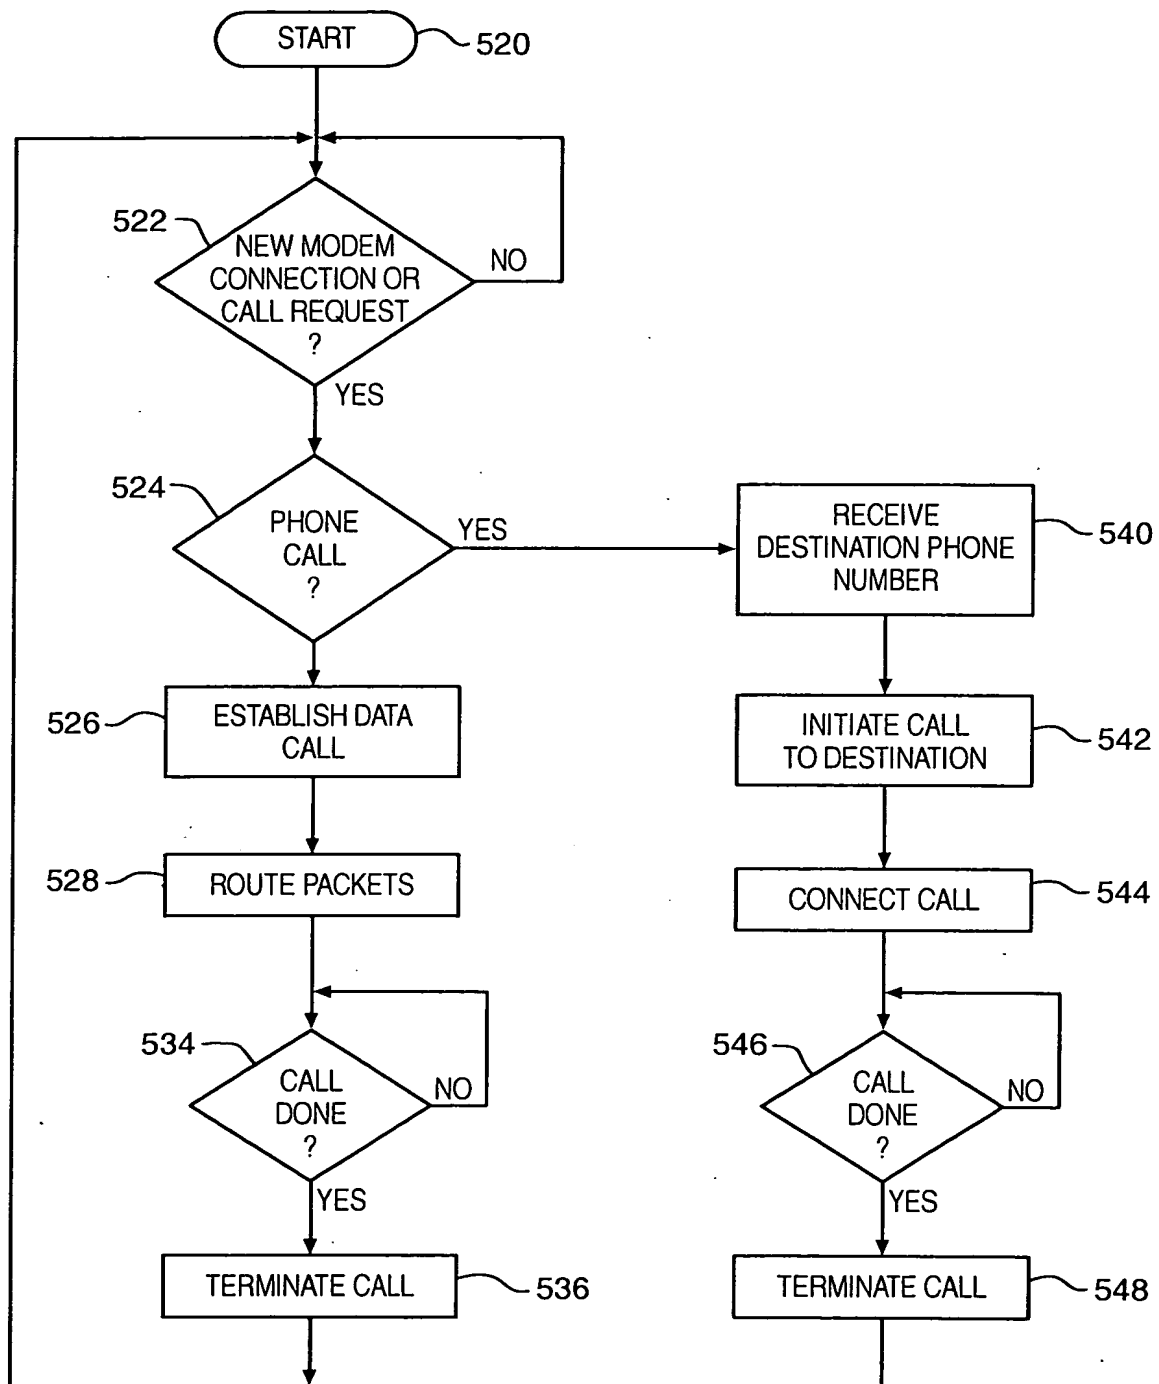 START
520
522
NEW MODEM
CONNECTION OR
CALL REQUEST
?
NO
YES
524
PHONE
CALL
?
YES
RECEIVE
DESTINATION PHONE
NUMBER
540
526
ESTABLISH DATA
CALL
INITIATE CALL
TO DESTINATION
542
528
ROUTE PACKETS
CONNECT CALL
544
534
CALL
DONE
?
NO
YES
546
CALL
DONE
?
NO
YES
TERMINATE CALL
536
TERMINATE CALL
548